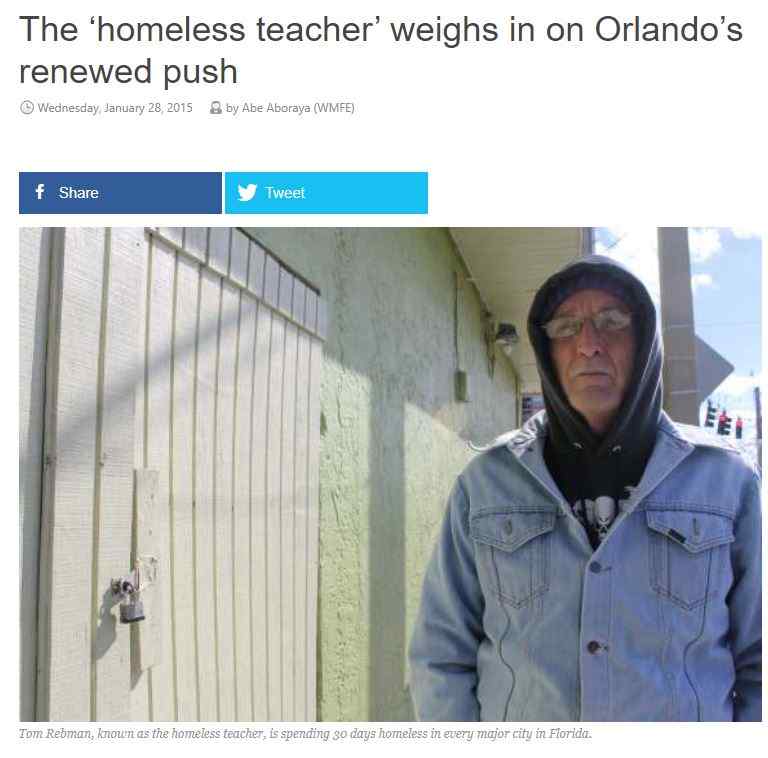 The ‘homeless teacher’ weighs in on Orlando’s
renewed push
Wednesday, January 28, 2015 by Abe Aboraya (WMFE)
Share
Tweet
Tom Rebman, known as the homeless teacher, is spending 30 days homeless in every major city in Florida.